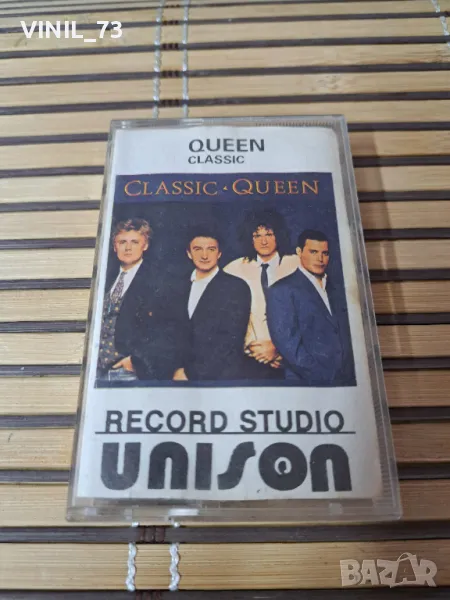 VINIL_73
QUEEN
CLASSIC
CLASSIC · QUEEN
RECORD STUDIO
unison
BAZAR